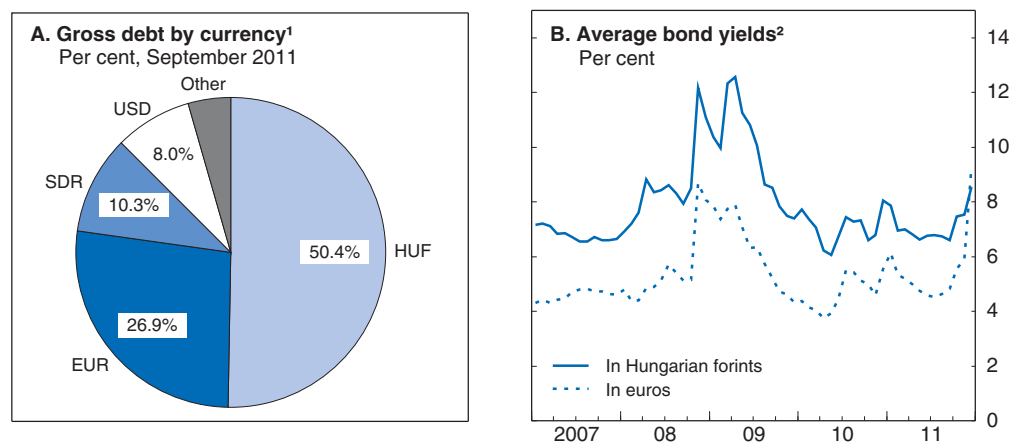 A. Gross debt by currency¹
Per cent, September 2011
Other
USD
8.0%
SDR
10.3%
50.4%
HUF
26.9%
EUR
B. Average bond yields²
Per cent
14
12
10
8
6
4
2
0
In Hungarian forints
In euros
2007
08
09
10
11